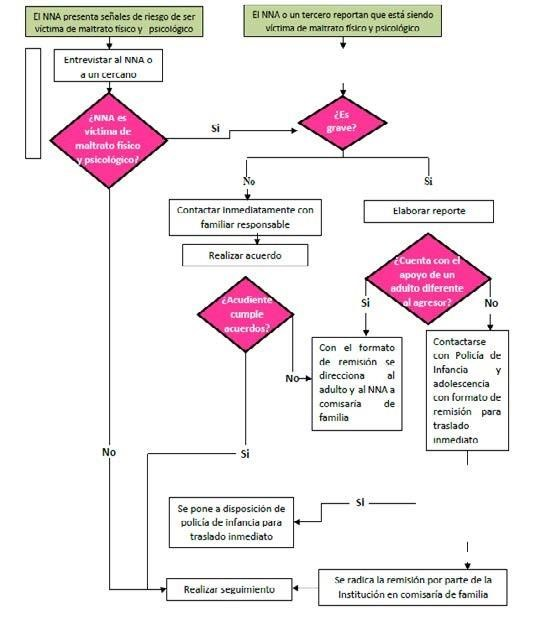 El NNA presenta señales de riesgo de ser
víctima de maltrato físico y psicológico
El NNA o un tercero reportan que está siendo
víctima de maltrato físico y psicológico
Entrevistar al NNA o
a un cercano
¿NNA es
víctima de
maltrato físico
y psicológico?
Si
¿Es
grave?
No
Si
Contactar inmediatamente con
familiar responsable
Elaborar reporte
Realizar acuerdo
¿Cuenta con el
apoyo de un
adulto diferente
al agresor?
¿Acudiente
cumple
acuerdos?
Si
No
Con el formato
de remisión se
direcciona al
adulto y al NNA a
comisaría de
familia
Contactarse
con Policía de
Infancia y
adolescencia
con formato de
remisión para
traslado
inmediato
No
No
Si
Si
Se pone a disposición de
policía de infancia para
traslado inmediato
Realizar seguimiento
Se radica la remisión por parte de la
Institución en comisaría de familia